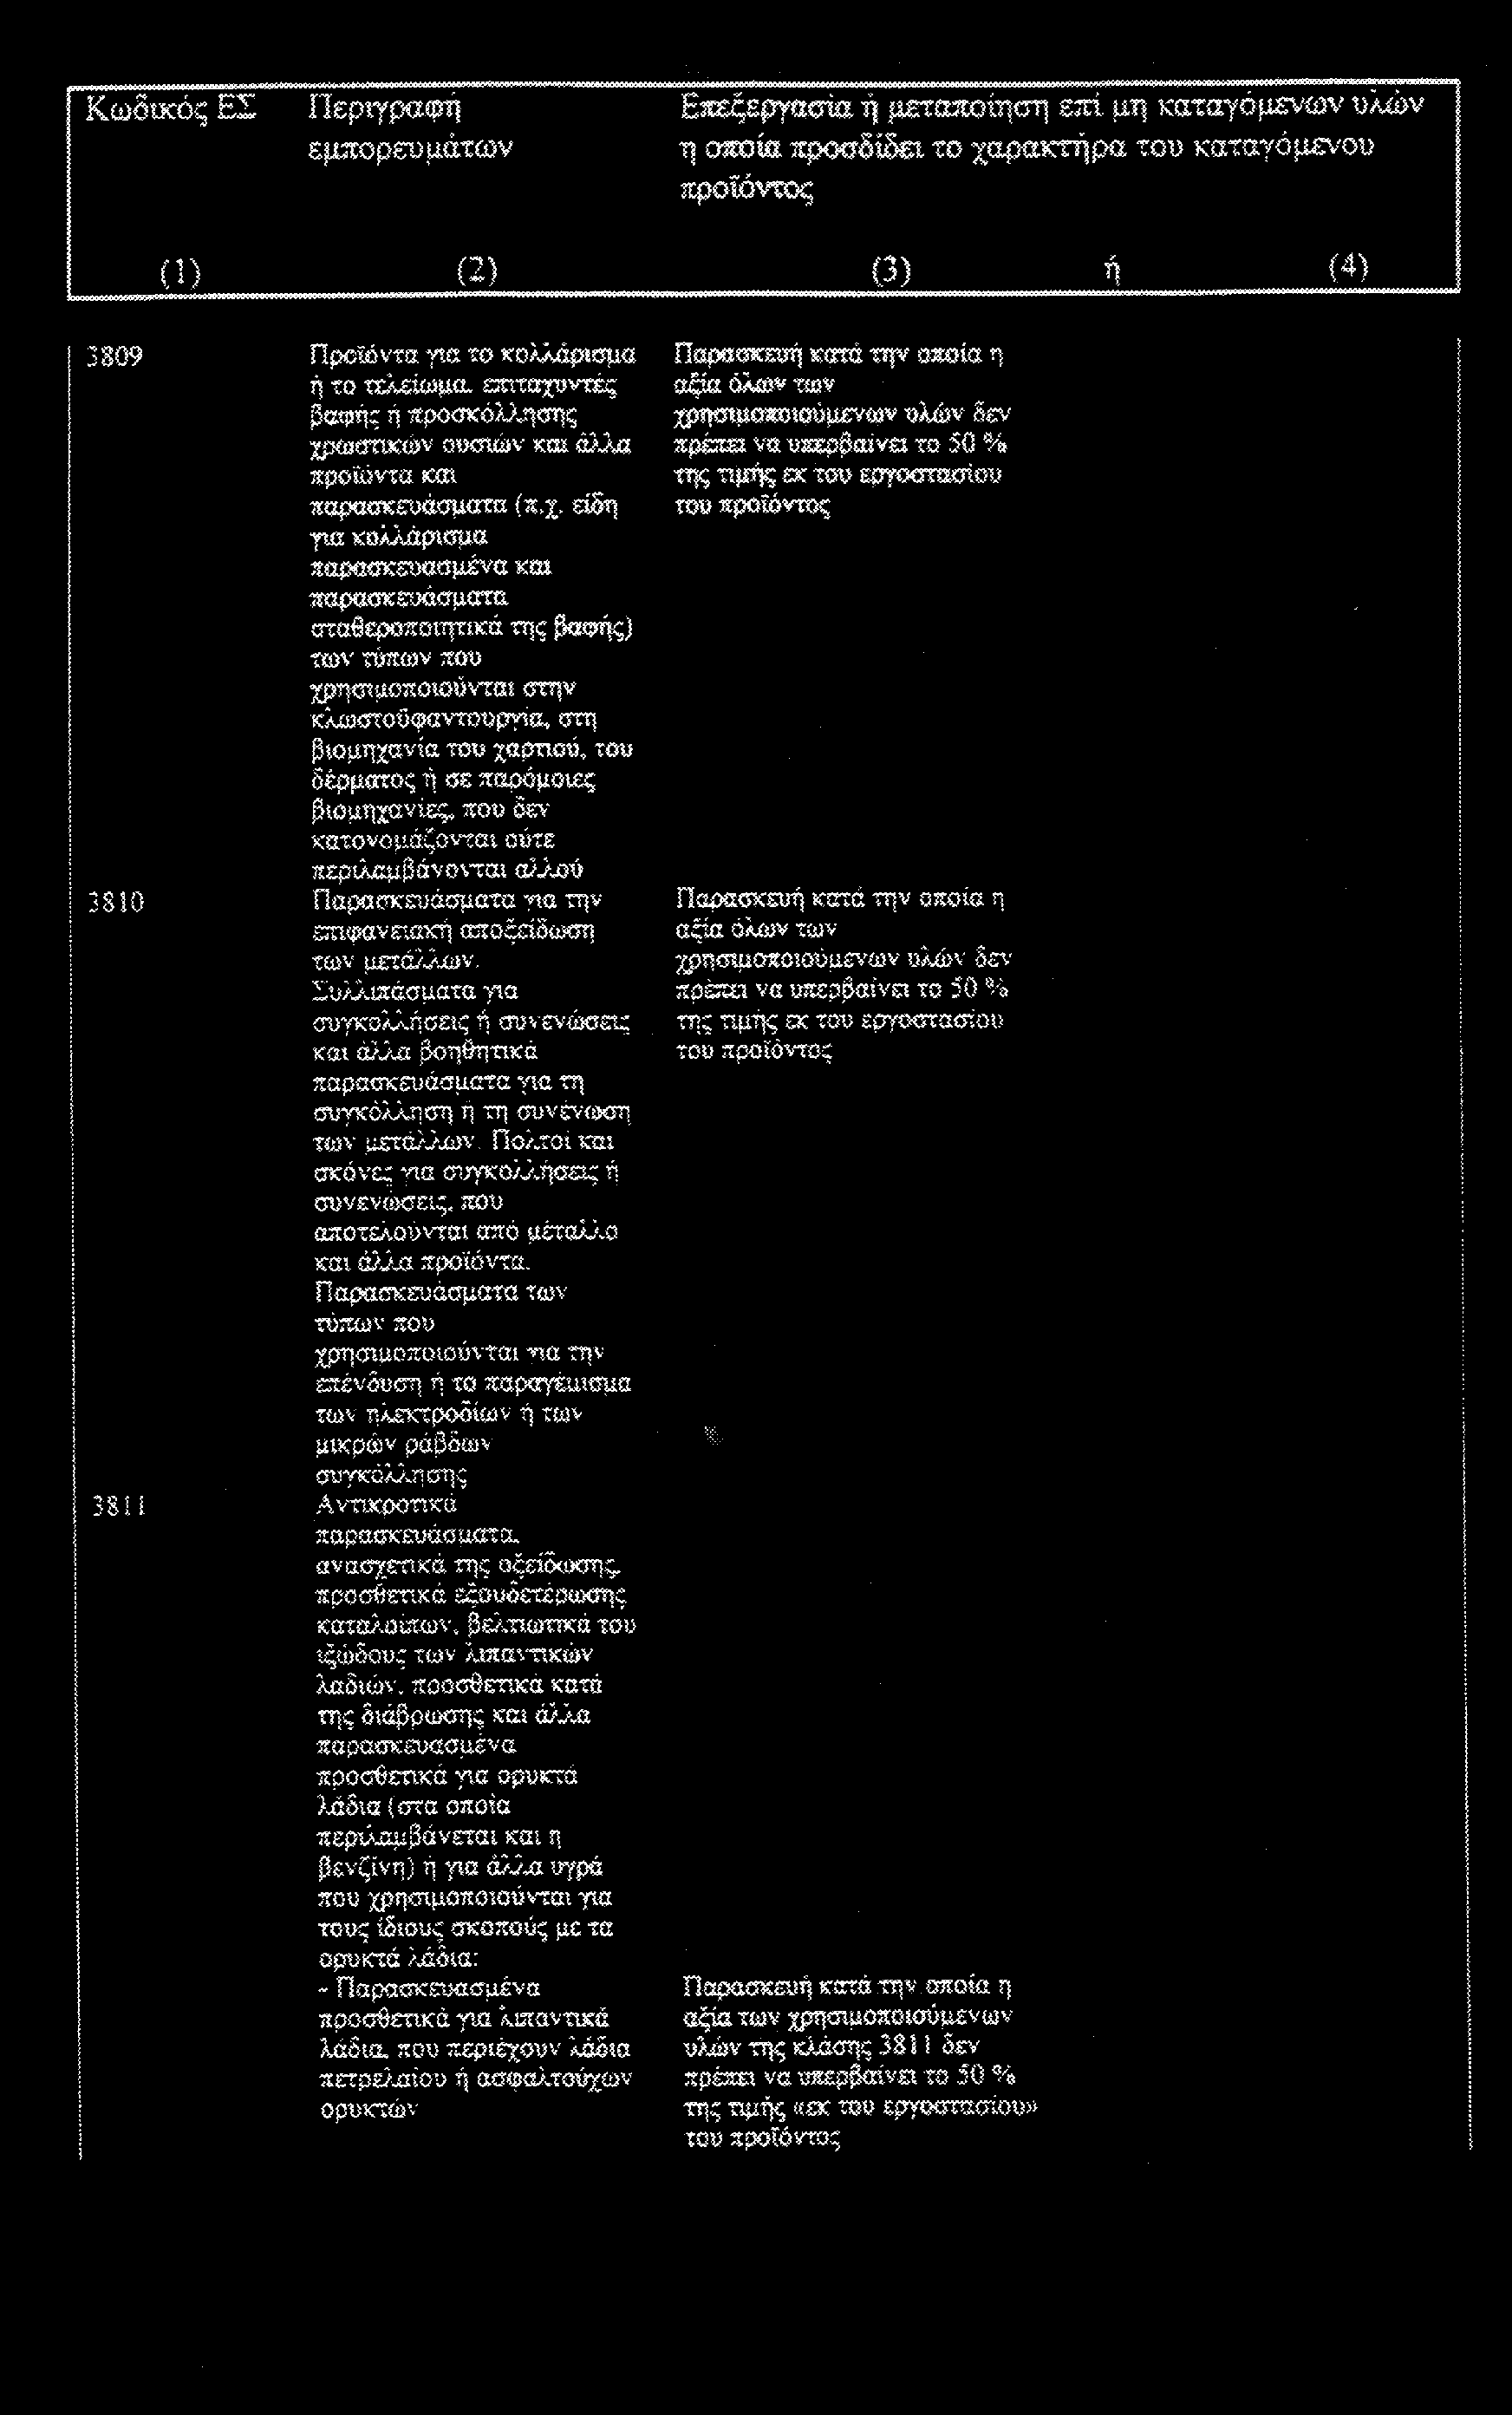 Κωδικός ΕΣ Περιγραφή Επεξεργασία ή μεταποίηση επί μη καταγόμενων υλών
εμπορευμάτων η οποία προσδίδει το χαρακτήρα του καταγόμενου
προϊόντος
(1) (2) (3) ή (4)
3809 Προϊόντα για το κολλάρισμα Παρασκευή κατά την οποία η
ή το τελείωμα, επιταχυντές αξία όλων των
βαφής ή προσκόλλησης χρησιμοποιούμενων υλών δεν
χρωστικών ουσιών και άλλα πρέπει να υπερβαίνει το 50 %
προϊόντα και της τιμής εκ του εργοστασίου
παρασκευάσματα (π.χ. είδη του προϊόντος
για κολλάρισμα
παρασκευασμένα και
παρασκευάσματα
σταθεροποιητικά της βαφής)
των τύπων που
χρησιμοποιούνται στην
κλωστοϋφαντουργία, στη
βιομηχανία του χαρτιού, του
δέρματος ή σε παρόμοιες
βιομηχανίες, που δεν
κατονομάζονται ούτε
περιλαμβάνονται αλλού
3810 Παρασκευάσματα για την Παρασκευή κατά την οποία η
επιφανειακή αποξείδωση αξία όλων των
των μετάλλων. χρησιμοποιούμενων υλών δεν
Συλλιπάσματα για πρέπει να υπερβαίνει το 50 %
συγκολλήσεις ή συνενώσεις της τιμής εκ του εργοστασίου
και άλλα βοηθητικά του προϊόντος
παρασκευάσματα για τη
συγκόλληση ή τη συνένωση
των μετάλλων. Πολτοί και
σκόνες για συγκολλήσεις ή
συνενώσεις, που
αποτελούνται από μέταλλο
και άλλα προϊόντα.
Παρασκευάσματα των
τύπων που
χρησιμοποιούνται για την
επένδυση ή το παραγέμισμα
των ηλεκτροδίων ή των
μικρών ράβδων
συγκόλλησης
3811 Αντικροτικά
παρασκευάσματα,
ανασχετικά της οξείδωσης,
προσθετικά εξουδετέρωσης
καταλοίπων, βελτιωτικά του
ιξώδους των λιπαντικών
λαδιών, προσθετικά κατά
της διάβρωσης και άλλα
παρασκευασμένα
προσθετικά για ορυκτά
λάδια (στα οποία
περιλαμβάνεται και η
βενζίνη) ή για άλλα υγρά
που χρησιμοποιούνται για
τους ίδιους σκοπούς με τα
ορυκτά λάδια:
- Παρασκευασμένα Παρασκευή κατά την οποία η
προσθετικά για λιπαντικά αξία των χρησιμοποιούμενων
λάδια, που περιέχουν λάδια υλών της κλάσης 3811 δεν
πετρελαίου ή ασφαλτούχων πρέπει να υπερβαίνει το 50 %
ορυκτών της τιμής «εκ του εργοστασίου»
του προϊόντος